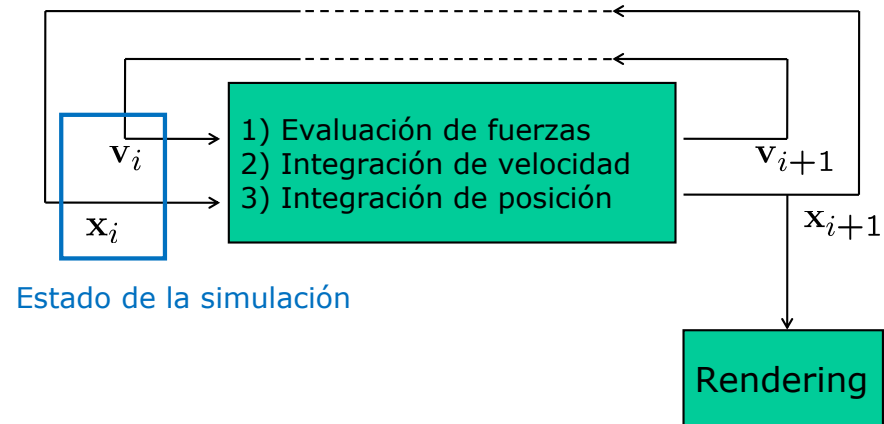 1) Evaluación de fuerzas
2) Integración de velocidad
3) Integración de posición
v_i
x_i
v_{i+1}
x_{i+1}
Estado de la simulación
Rendering